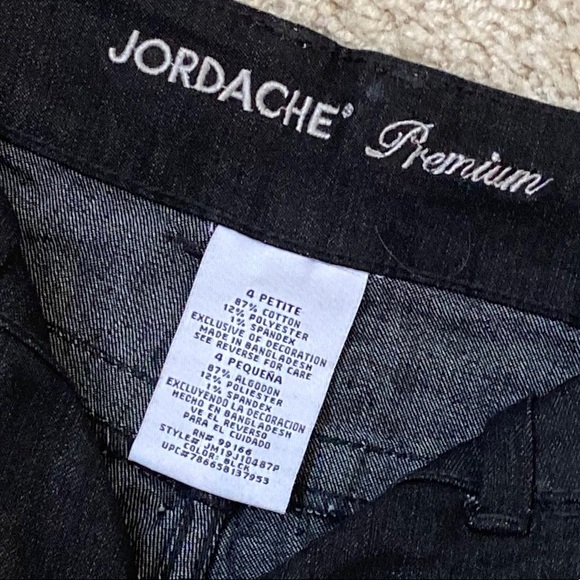 JORDACHE® Premium
4 PETITE
87% COTTON
12% POLYESTER
1% SPANDEX
EXCLUSIVE OF DECORATION
MADE IN BANGLADESH
SEE REVERSE FOR CARE
4 PEQUEÑA
87% ALGODON
12% POLIESTER
1% SPANDEX
EXCLUYENDO LA DECORACION
HECHO EN BANGLADESH
VE EL REVERSO
PARA EL CUIDADO
RN# 99166
STYLE# JM19J10487P
COLOR: BLCK
UPC#786658137953